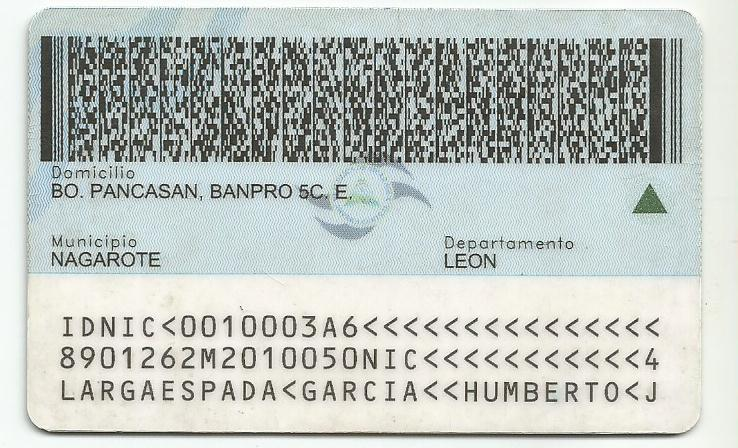 Domicilio
BO. PANCASAN, BANPRO 5C. E.
Municipio
NAGAROTE
Departamento
LEON
IDNIC<0010003A6<<<<<<<<<<<<<<<
8901262M2010050NIC<<<<<<<<<<<4
LARGAESPADA<GARCIA<<HUMBERTO<J